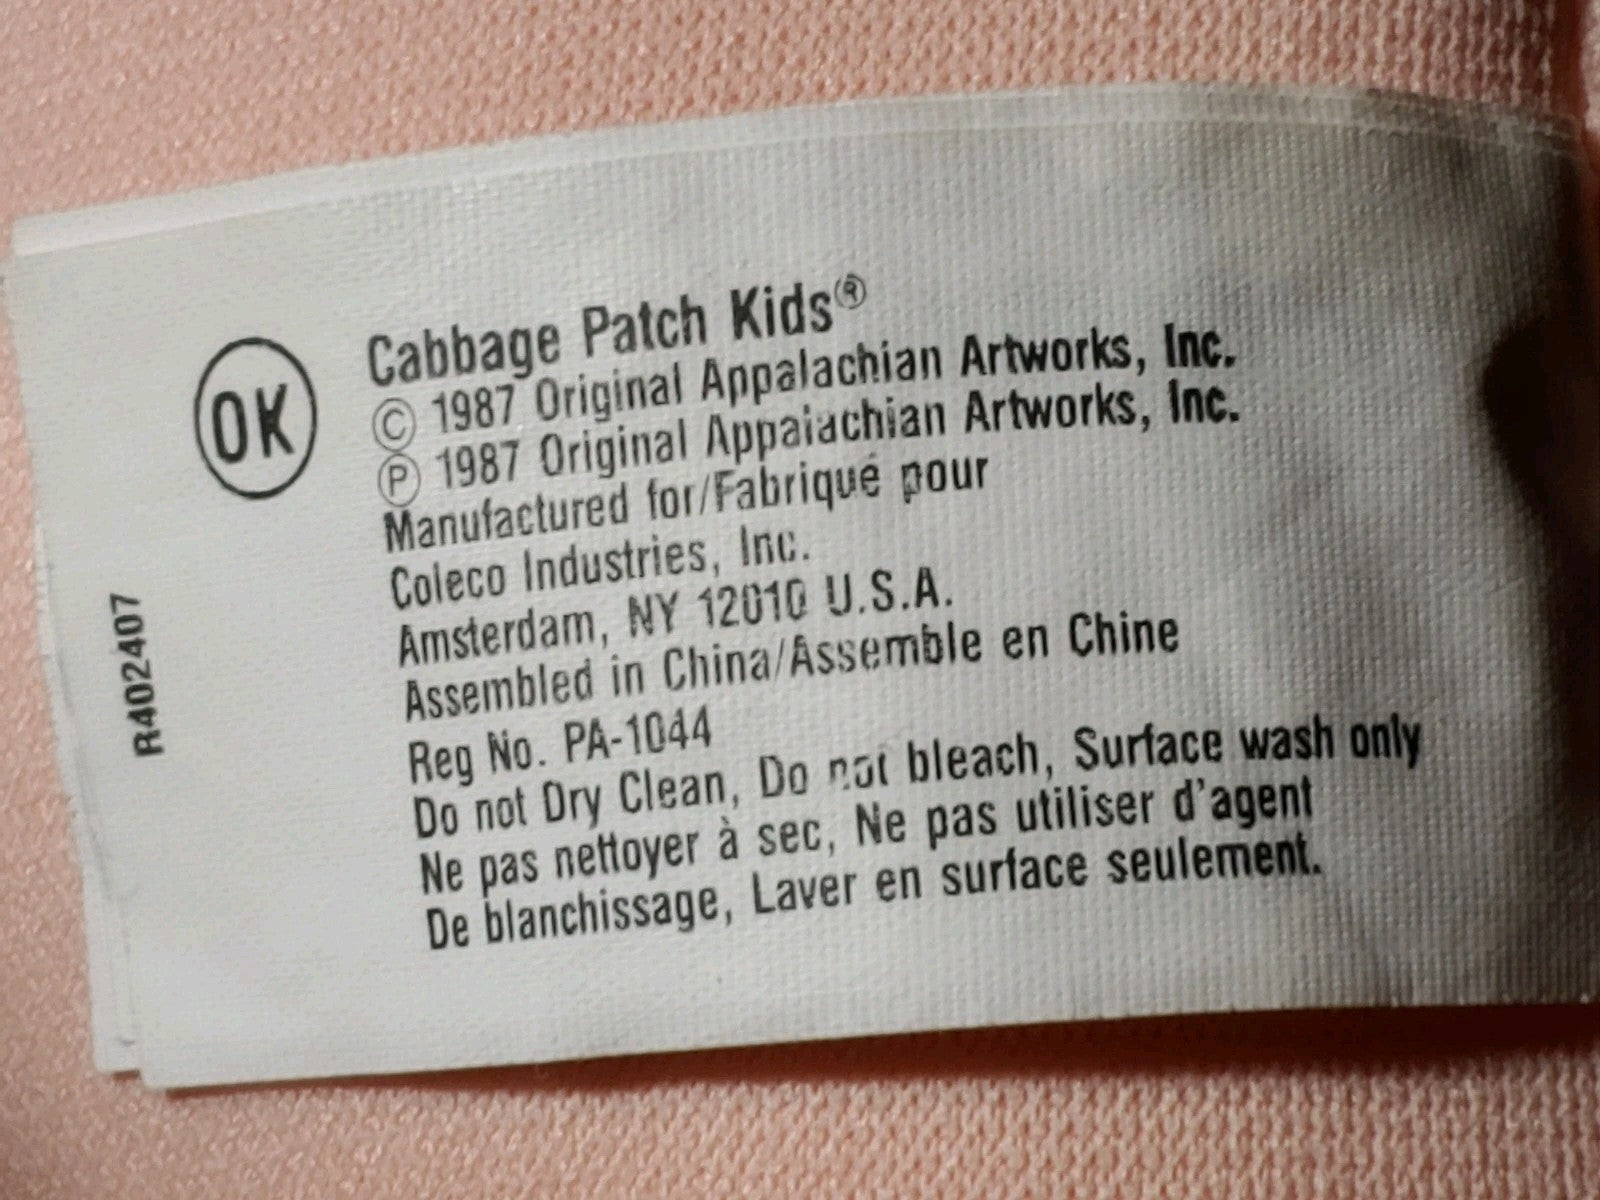 OK
Cabbage Patch Kids®
© 1987 Original Appalachian Artworks, Inc.
℗ 1987 Original Appalachian Artworks, Inc.
Manufactured for/Fabriqué pour
Coleco Industries, Inc.
Amsterdam, NY 12010 U.S.A.
Assembled in China/Assemble en Chine
Reg No. PA-1044
Do not Dry Clean, Do not bleach, Surface wash only
Ne pas nettoyer à sec, Ne pas utiliser d'agent
De blanchissage, Laver en surface seulement.
R402407